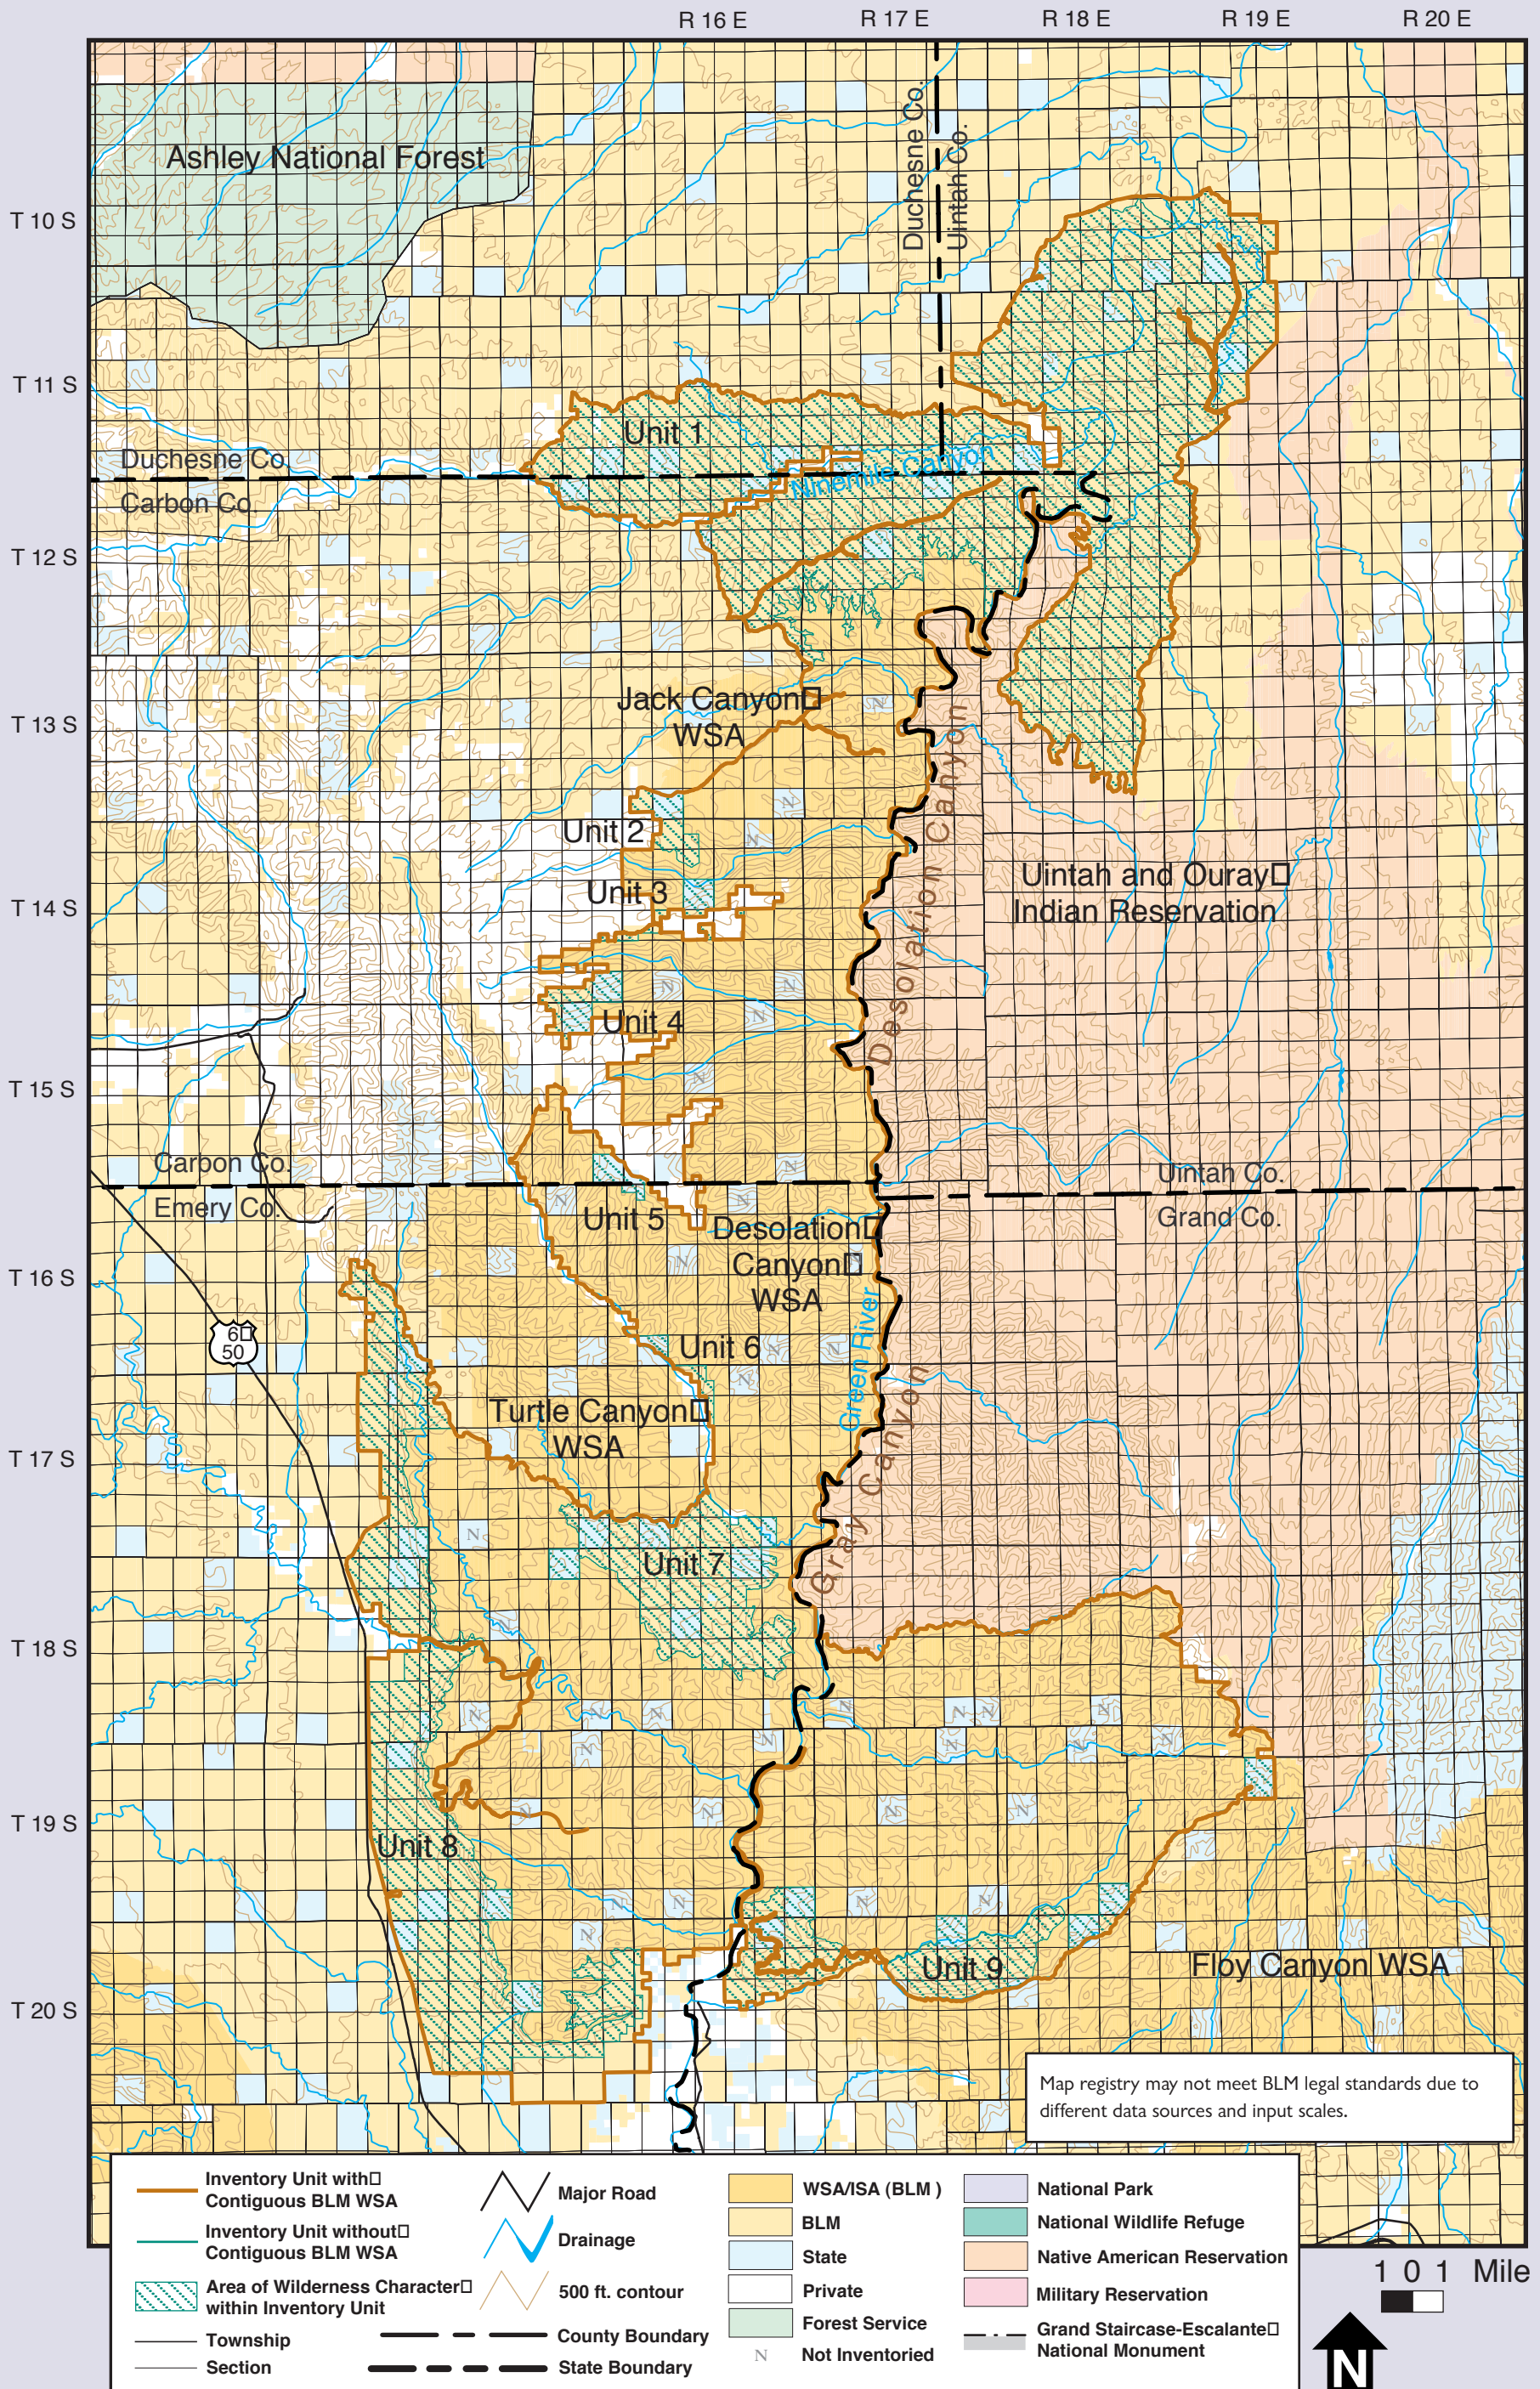 R 16 E
R 17 E
R 18 E
R 19 E
R 20 E
Duchesne Co.
Uintah Co.
Ashley National Forest
T 10 S
T 11 S
Unit 1
Duchesne Co.
Carbon Co.
Ninemile Canyon
T 12 S
Jack Canyon
WSA
T 13 S
N
N
Unit 2
N
Desolation Canyon
Uintah and Ouray
Indian Reservation
Unit 3
T 14 S
N
N
N
Unit 4
N
T 15 S
N
Carbon Co.
Emery Co.
Uintah Co.
Grand Co.
N
N
Unit 5
Desolation
Canyon
WSA
N
T 16 S
6
50
Unit 6
N
N
N
Green River
Gray Canyon
Turtle Canyon
WSA
T 17 S
N
Unit 7
T 18 S
N
N
N
N
N
N
N
N
N
N
N
N
T 19 S
N
N
N
N
Unit 8
N
N
N
N
N
Unit 9
Floy Canyon WSA
T 20 S
Map registry may not meet BLM legal standards due to
different data sources and input scales.
Inventory Unit with
Contiguous BLM WSA
Inventory Unit without
Contiguous BLM WSA
Area of Wilderness Character
within Inventory Unit
Township
Section
Major Road
Drainage
500 ft. contour
County Boundary
State Boundary
WSA/ISA (BLM )
BLM
State
Private
Forest Service
N
Not Inventoried
National Park
National Wildlife Refuge
Native American Reservation
Military Reservation
Grand Staircase-Escalante
National Monument
1 0 1 Mile
N